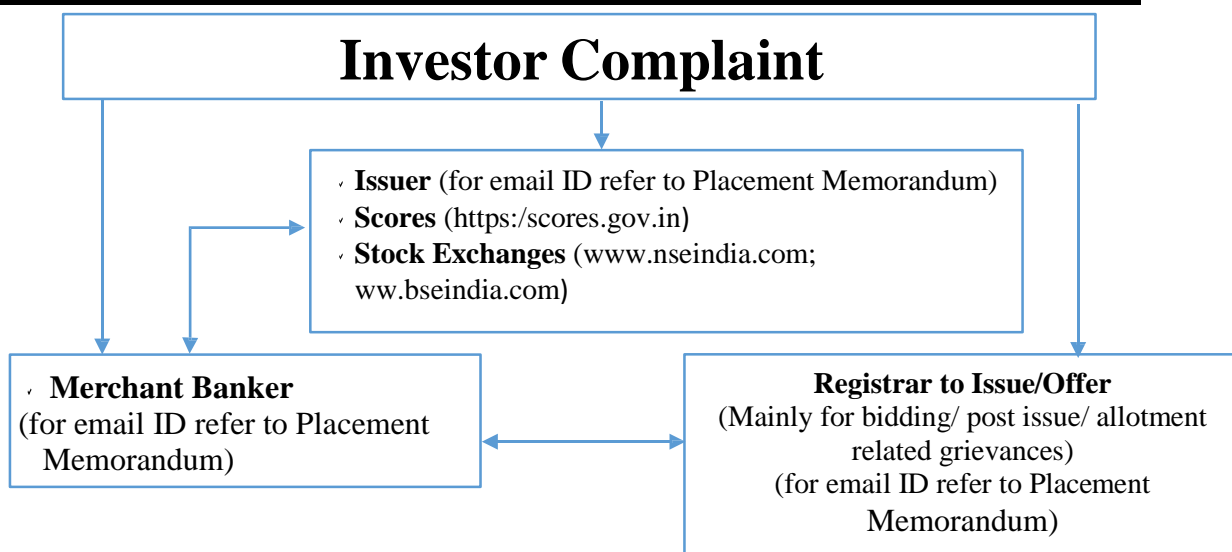 Investor Complaint
✓ Issuer (for email ID refer to Placement Memorandum)
✓ Scores (https:/scores.gov.in)
✓ Stock Exchanges (www.nseindia.com;
ww.bseindia.com)
✓ Merchant Banker
(for email ID refer to Placement
Memorandum)
Registrar to Issue/Offer
(Mainly for bidding/ post issue/ allotment
related grievances)
(for email ID refer to Placement
Memorandum)